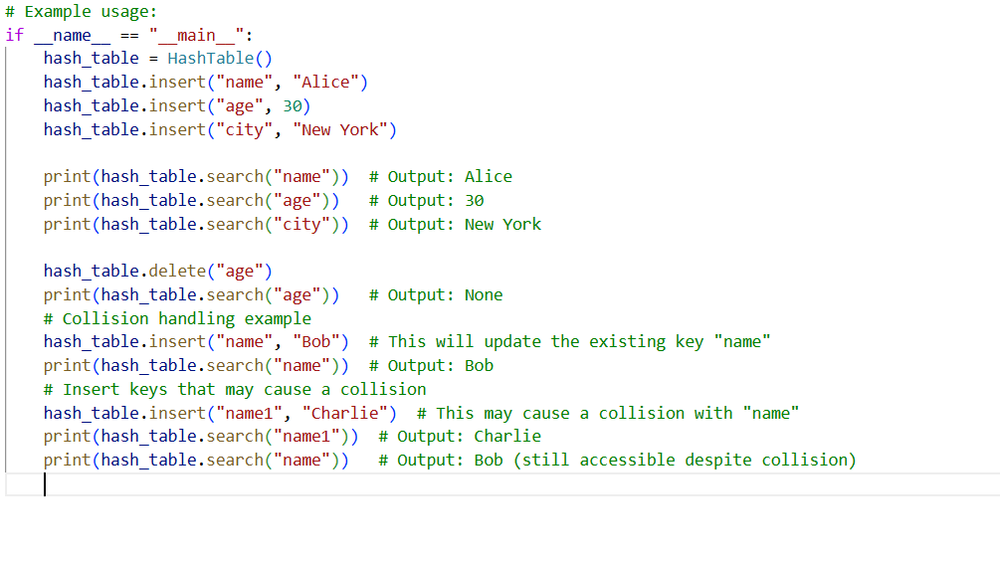 # Example usage:
if __name__ == "__main__":
    hash_table = HashTable()
    hash_table.insert("name", "Alice")
    hash_table.insert("age", 30)
    hash_table.insert("city", "New York")

    print(hash_table.search("name"))  # Output: Alice
    print(hash_table.search("age"))   # Output: 30
    print(hash_table.search("city"))  # Output: New York

    hash_table.delete("age")
    print(hash_table.search("age"))   # Output: None
    # Collision handling example
    hash_table.insert("name", "Bob")  # This will update the existing key "name"
    print(hash_table.search("name"))  # Output: Bob
    # Insert keys that may cause a collision
    hash_table.insert("name1", "Charlie")  # This may cause a collision with "name"
    print(hash_table.search("name1"))  # Output: Charlie
    print(hash_table.search("name"))   # Output: Bob (still accessible despite collision)